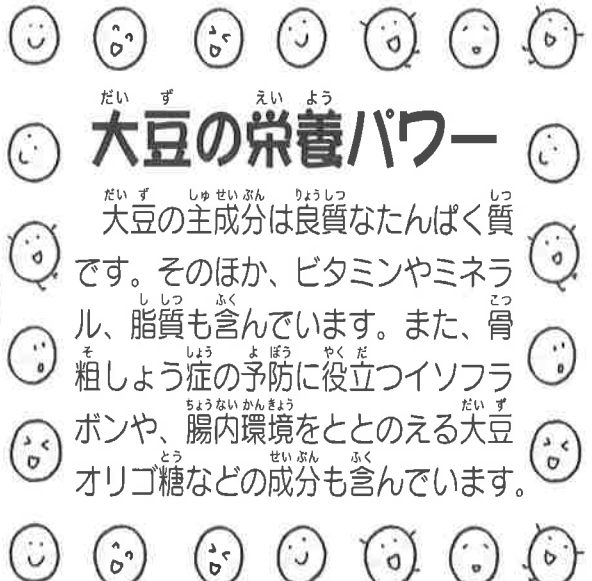 大豆の栄養パワー
大豆の主成分は良質なたんぱく質
です。そのほか、ビタミンやミネラ
ル、脂質も含んでいます。また、骨
粗しょう症の予防に役立つイソフラ
ボンや、腸内環境をととのえる大豆
オリゴ糖などの成分も含んでいます。